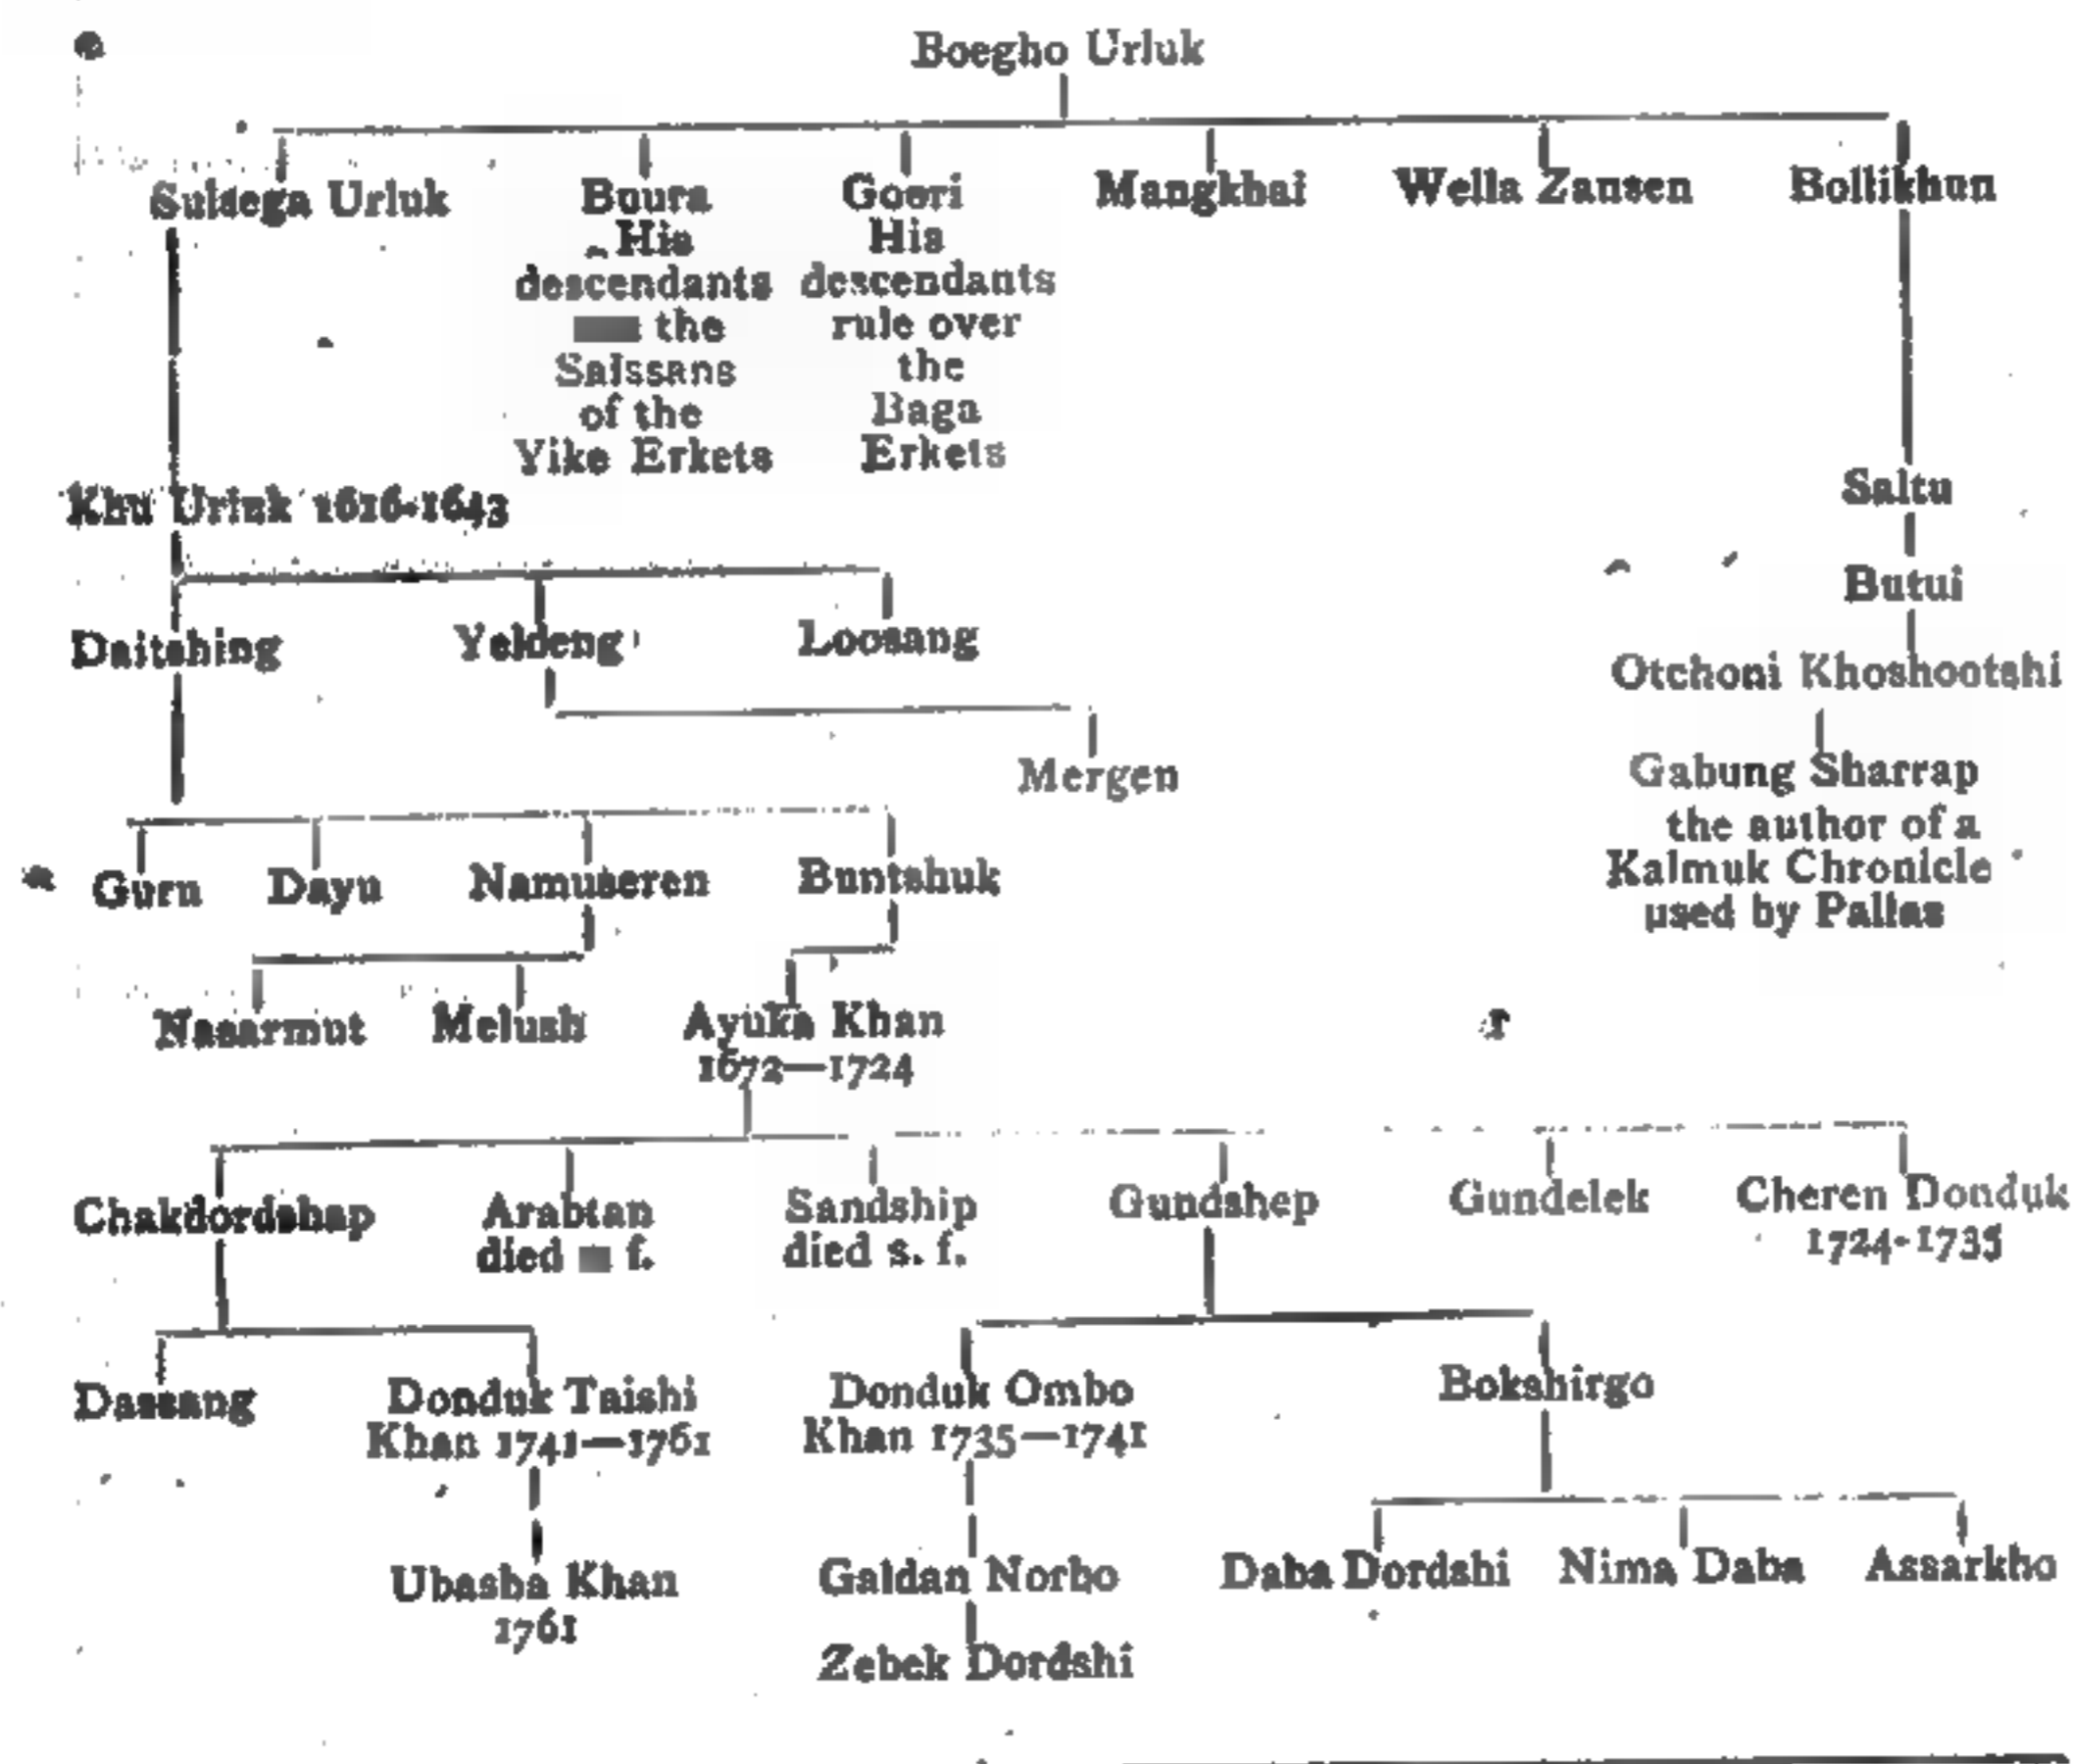 Boegho Urluk
Sulsega Urluk Boura Goori Mangkhai Wella Zansen Bollikhun
His His
descendants descendants
the rule over
Saissans the
of the Baga
Yike Erkets Erkets
Saltu
Khu Urluk 1616-1643
Butui
Daitshing Yeldeng Loosang
Otchoni Khoshootshi
Mergen Gabung Sharrap
the author of a
Kalmuk Chronicle
Guru Dayu Namuseren Buntshuk
used by Pallas
Nasarmut Melush Ayuka Khan
1672—1724
Chakdordshap Arabtan Sandship Gundshep Gundelek Cheren Donduk
died f. died s. f. 1724-1735
Dassang Donduk Taishi Donduk Ombo Bokshirgo
Khan 1741—1761 Khan 1735—1741
Ubasha Khan Galdan Norbo Daba Dordshi Nima Daba Assarkho
1761
Zebek Dordshi